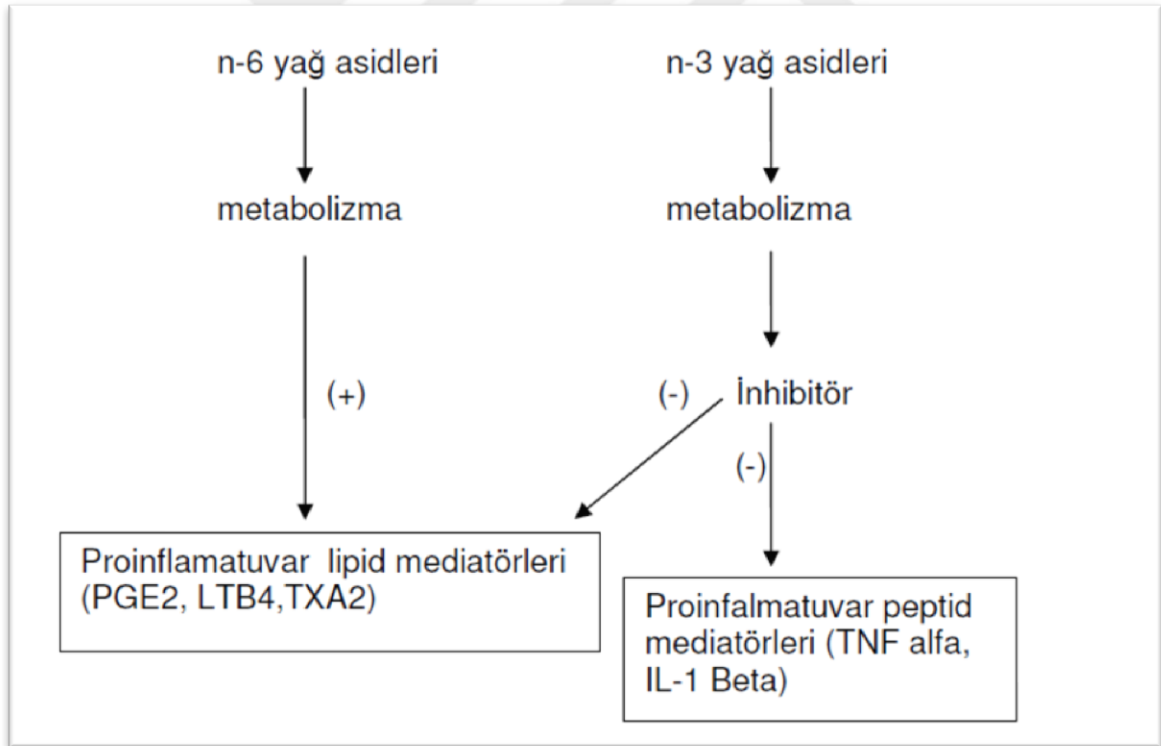 n-6 yağ asidleri
n-3 yağ asidleri
metabolizma
metabolizma
(+)
(-)
İnhibitör
(-)
Proinflamatuvar lipid mediatörleri
(PGE2, LTB4,TXA2)
Proinfalmatuvar peptid
mediatörleri (TNF alfa,
IL-1 Beta)